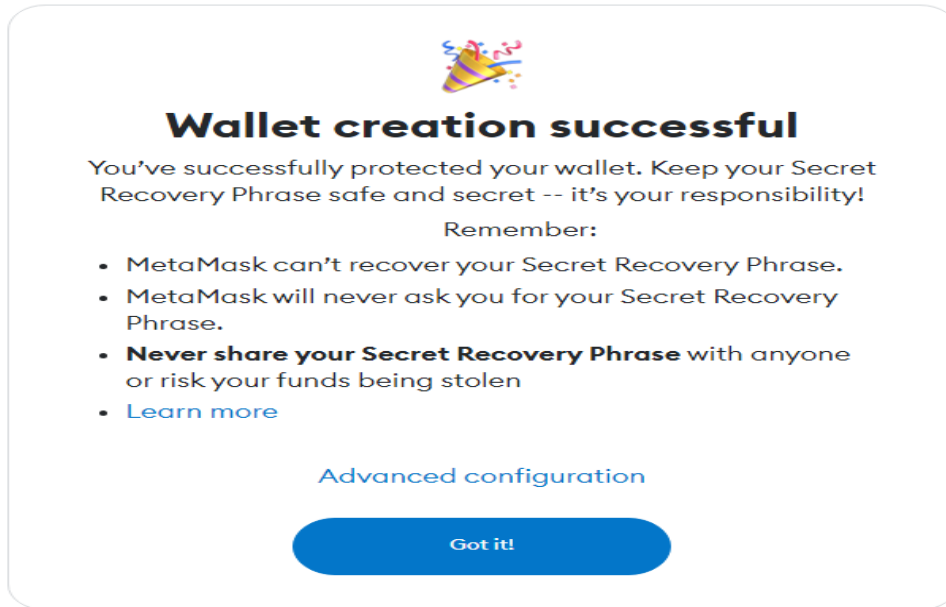 Wallet creation successful
You've successfully protected your wallet. Keep your Secret
Recovery Phrase safe and secret -- it's your responsibility!
Remember:
• MetaMask can't recover your Secret Recovery Phrase.
• MetaMask will never ask you for your Secret Recovery
Phrase.
• Never share your Secret Recovery Phrase with anyone
or risk your funds being stolen
• Learn more
Advanced configuration
Got it!